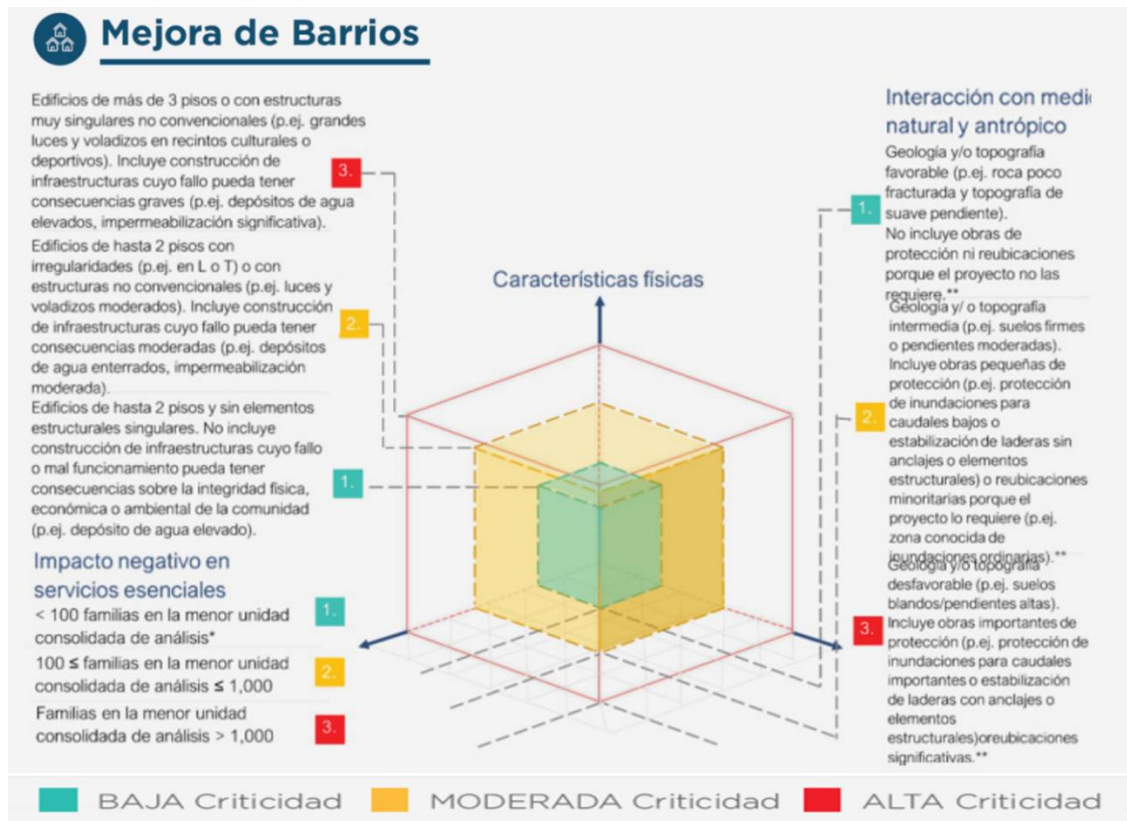 Mejora de Barrios
Edificios de más de 3 pisos o con estructuras
muy singulares no convencionales (p.ej. grandes
luces y voladizos en recintos culturales o
deportivos). Incluye construcción de
infraestructuras cuyo fallo pueda tener
consecuencias graves (p.ej. depósitos de agua
elevados, impermeabilización significativa).
3.
Edificios de hasta 2 pisos con
irregularidades (p.ej. en L o T) o con
estructuras no convencionales (p.ej. luces y
voladizos moderados). Incluye construcción
de infraestructuras cuyo fallo pueda tener
consecuencias moderadas (p.ej. depósitos
de agua enterrados, impermeabilización
moderada).
2.
Edificios de hasta 2 pisos y sin elementos
estructurales singulares. No incluye
construcción de infraestructuras cuyo fallo
o mal funcionamiento pueda tener
consecuencias sobre la integridad física,
económica o ambiental de la comunidad
(p.ej. depósito de agua elevado).
1.
Impacto negativo en
servicios esenciales
< 100 familias en la menor unidad
consolidada de análisis*
1.
100 ≤ familias en la menor unidad
consolidada de análisis ≤ 1,000
2.
Familias en la menor unidad
consolidada de análisis > 1,000
3.
Características físicas
Interacción con medi
natural y antrópico
Geología y/o topografía
favorable (p.ej. roca poco
fracturada y topografía de
suave pendiente).
No incluye obras de
protección ni reubicaciones
porque el proyecto no las
requiere.**
1.
Geología y/ o topografía
intermedia (p.ej. suelos firmes
o pendientes moderadas).
Incluye obras pequeñas de
protección (p.ej. protección
de inundaciones para
caudales bajos o
estabilización de laderas sin
anclajes o elementos
estructurales) o reubicaciones
minoritarias porque el
proyecto lo requiere (p.ej.
zona conocida de
inundaciones ordinarias).**
2.
Geología y/o topografía
desfavorable (p.ej. suelos
blandos/pendientes altas).
Incluye obras importantes de
protección (p.ej. protección de
inundaciones para caudales
importantes o estabilización
de laderas con anclajes o
elementos
estructurales)oreubicaciones
significativas.**
3.
BAJA Criticidad
MODERADA Criticidad
ALTA Criticidad